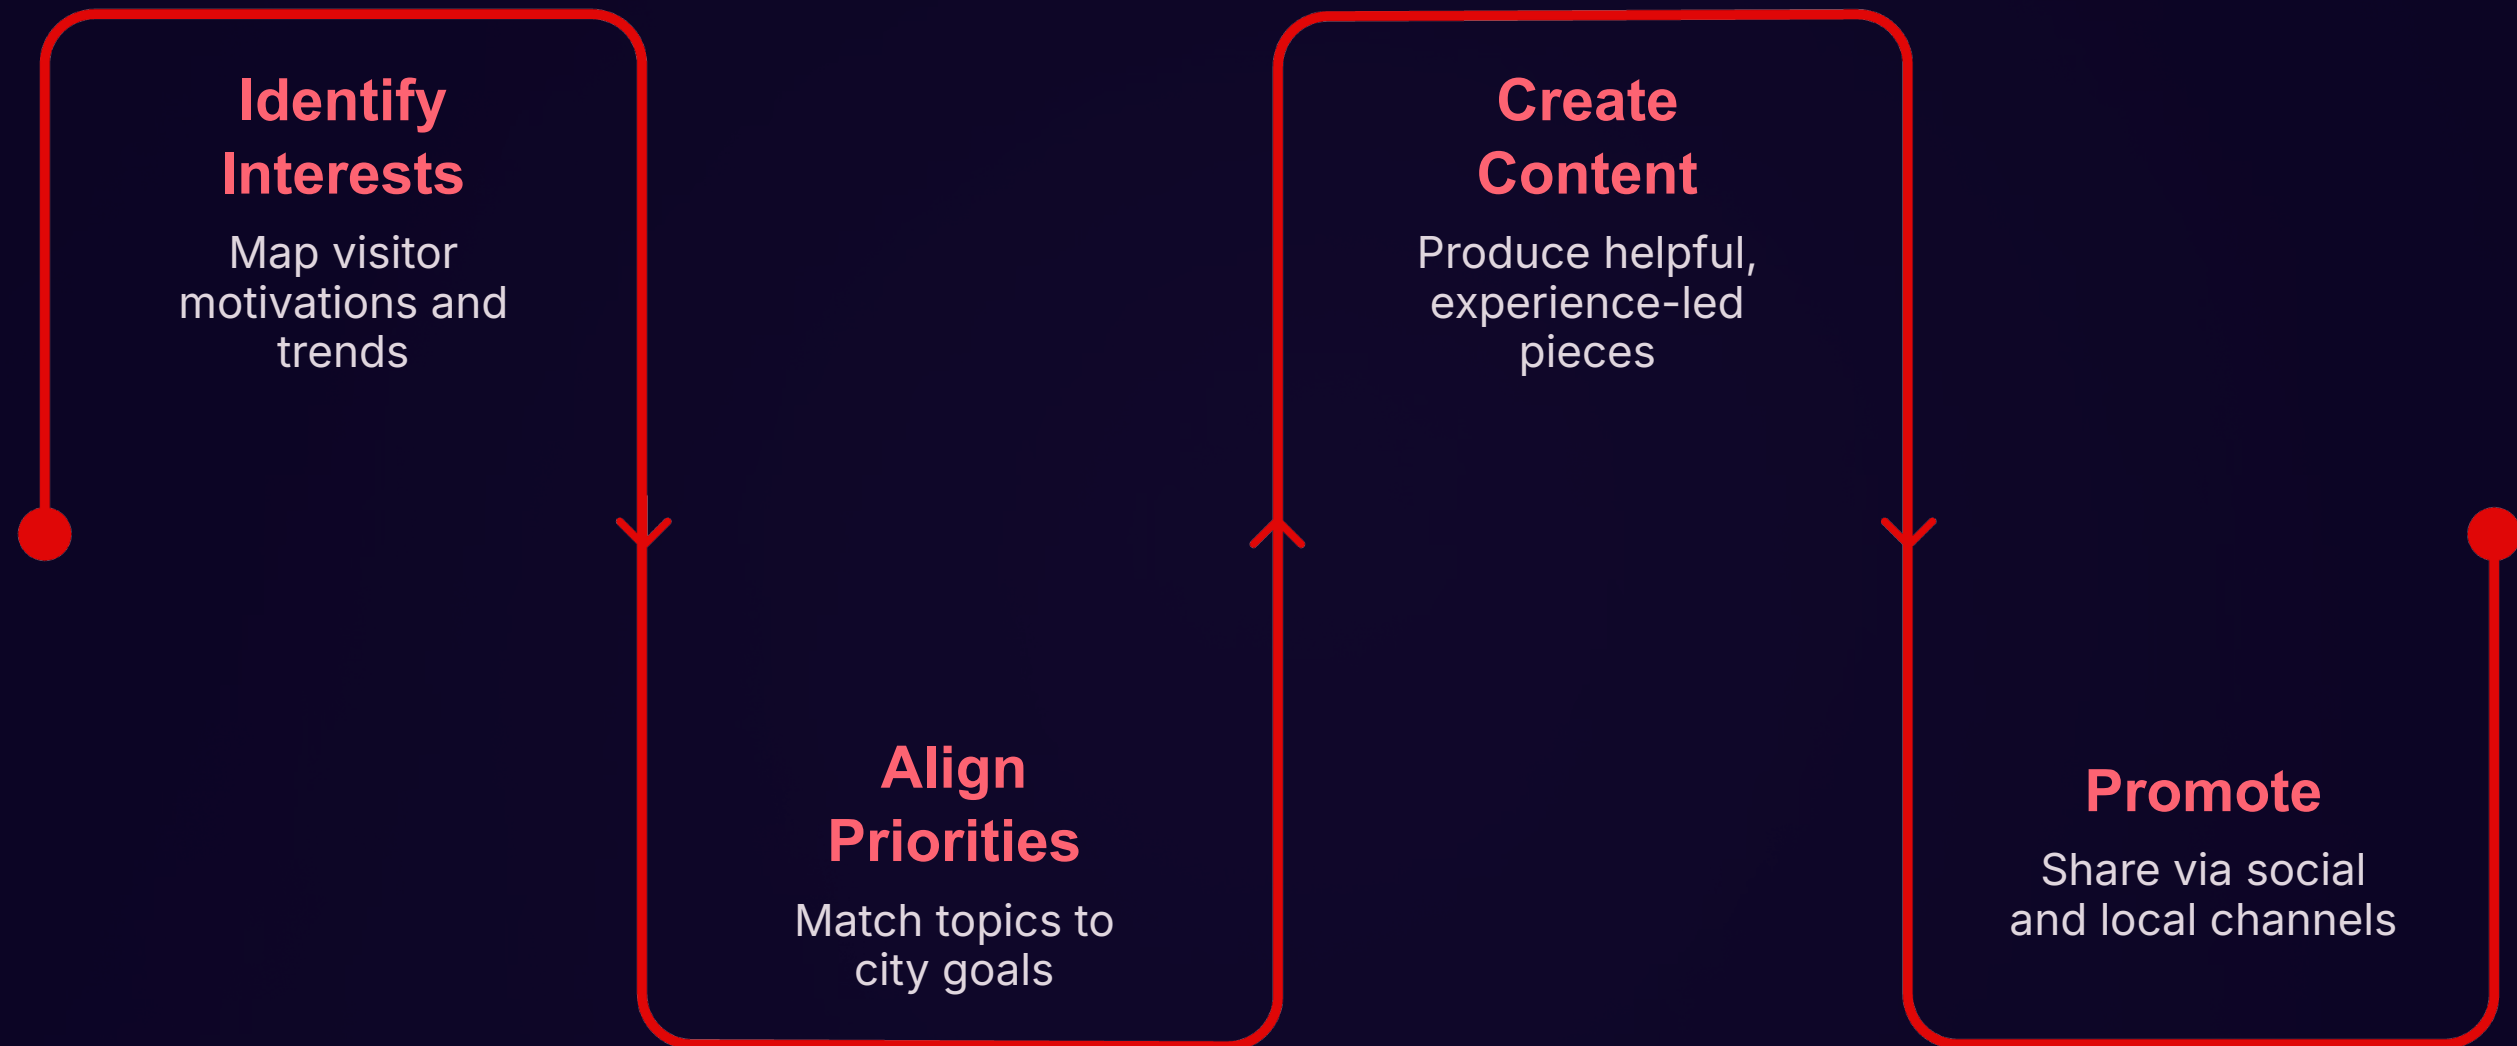 Identify
Interests
Map visitor
motivations and
trends
Align
Priorities
Match topics to
city goals
Create
Content
Produce helpful,
experience-led
pieces
Promote
Share via social
and local channels